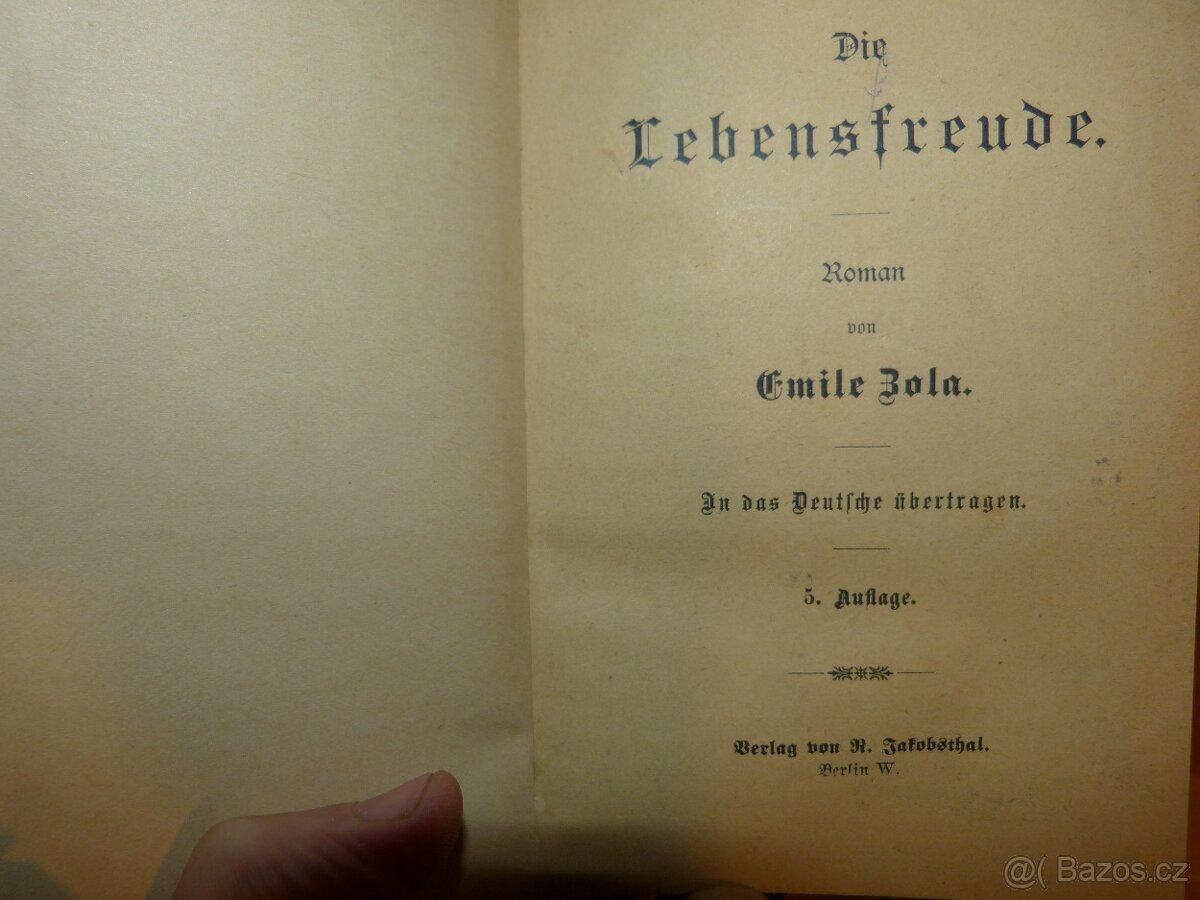 Die
Lebensfreude.
Roman
von
Emile Zola.
In das Deutſche übertragen.
5. Auflage.
Verlag von R. Jakobsthal.
Berlin W.
@( Bazos.cz